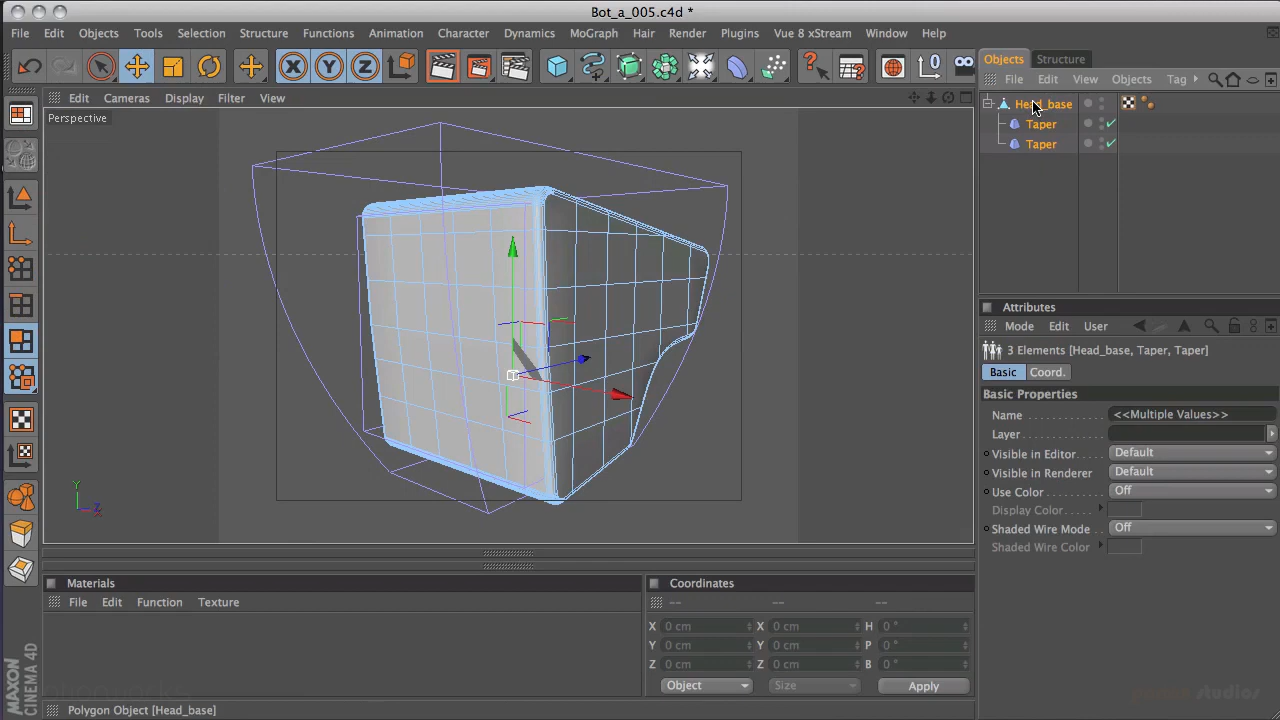 Bot_a_005.c4d *
File Edit Objects Tools Selection Structure Functions Animation Character Dynamics MoGraph Hair Render Plugins Vue 8 xStream Window Help
X Y Z
Objects Structure
Edit Cameras Display Filter View
File Edit View Objects Tag
Perspective
Head_base
Taper
Taper
Attributes
Mode Edit User
3 Elements [Head_base, Taper, Taper]
Basic Coord.
Basic Properties
Name <<Multiple Values>>
Layer
Visible in Editor Default
Visible in Renderer Default
Use Color Off
Display Color
Shaded Wire Mode Off
Shaded Wire Color
Y
Z
X
Materials
File Edit Function Texture
Coordinates
-- -- --
X 0 cm X 0 cm H 0 °
Y 0 cm Y 0 cm P 0 °
Z 0 cm Z 0 cm B 0 °
Object Size Apply
MAXON
CINEMA 4D
Polygon Object [Head_base]
studios